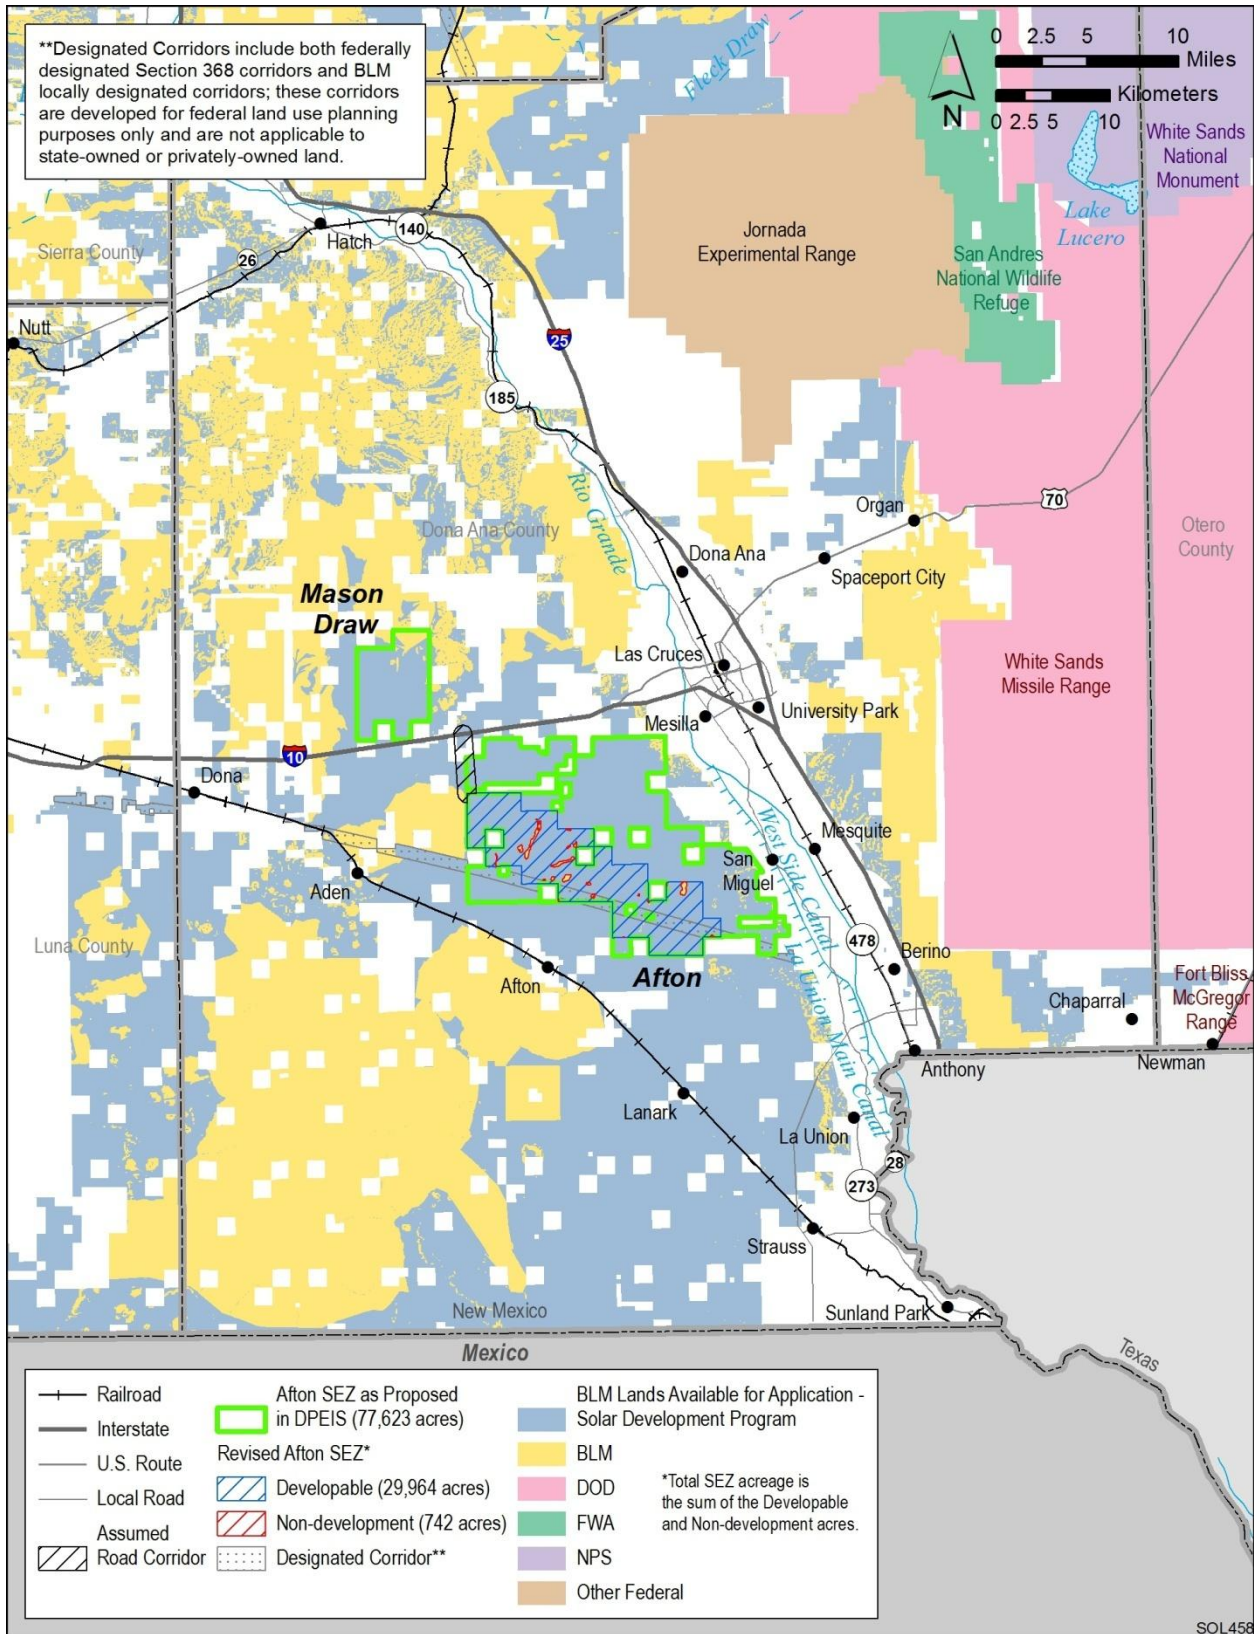 **Designated Corridors include both federally
designated Section 368 corridors and BLM
locally designated corridors; these corridors
are developed for federal land use planning
purposes only and are not applicable to
state-owned or privately-owned land.
Fleck Draw
0 2.5 5 10
Miles
Kilometers
0 2.5 5 10
N
White Sands
National
Monument
Lake
Lucero
Jornada
Experimental Range
San Andres
National Wildlife
Refuge
Sierra County
26
Hatch
140
Nutt
25
185
Rio Grande
Dona Ana County
Organ
70
Otero
County
Dona Ana
Spaceport City
Mason
Draw
Las Cruces
White Sands
Missile Range
Mesilla
University Park
10
Dona
West Side Canal
Mesquite
San
Miguel
Aden
Luna County
478
Berino
La Union Main Canal
Afton
Afton
Chaparral
Fort Bliss
McGregor
Range
Anthony
Newman
Lanark
La Union
28
273
Strauss
New Mexico
Sunland Park
Mexico
Texas
Railroad
Interstate
U.S. Route
Local Road
Assumed
Road Corridor
Afton SEZ as Proposed
in DPEIS (77,623 acres)
Revised Afton SEZ*
Developable (29,964 acres)
Non-development (742 acres)
Designated Corridor**
BLM Lands Available for Application -
Solar Development Program
BLM
DOD
FWA
NPS
Other Federal
*Total SEZ acreage is
the sum of the Developable
and Non-development acres.
SOL458